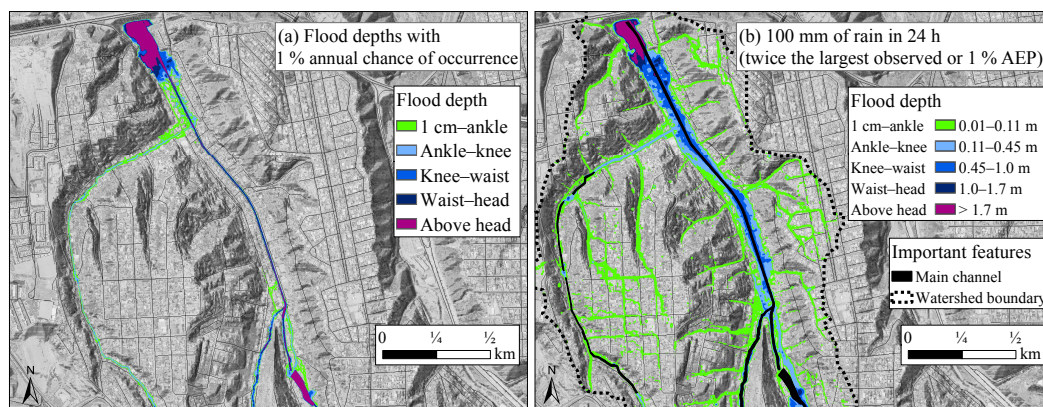 (a) Flood depths with
1 % annual chance of occurrence
Flood depth
1 cm–ankle
Ankle–knee
Knee–waist
Waist–head
Above head
0 ¼ ½
km
N
(b) 100 mm of rain in 24 h
(twice the largest observed or 1 % AEP)
Flood depth
1 cm–ankle 0.01–0.11 m
Ankle–knee 0.11–0.45 m
Knee–waist 0.45–1.0 m
Waist–head 1.0–1.7 m
Above head > 1.7 m
Important features
Main channel
Watershed boundary
0 ¼ ½
km
N